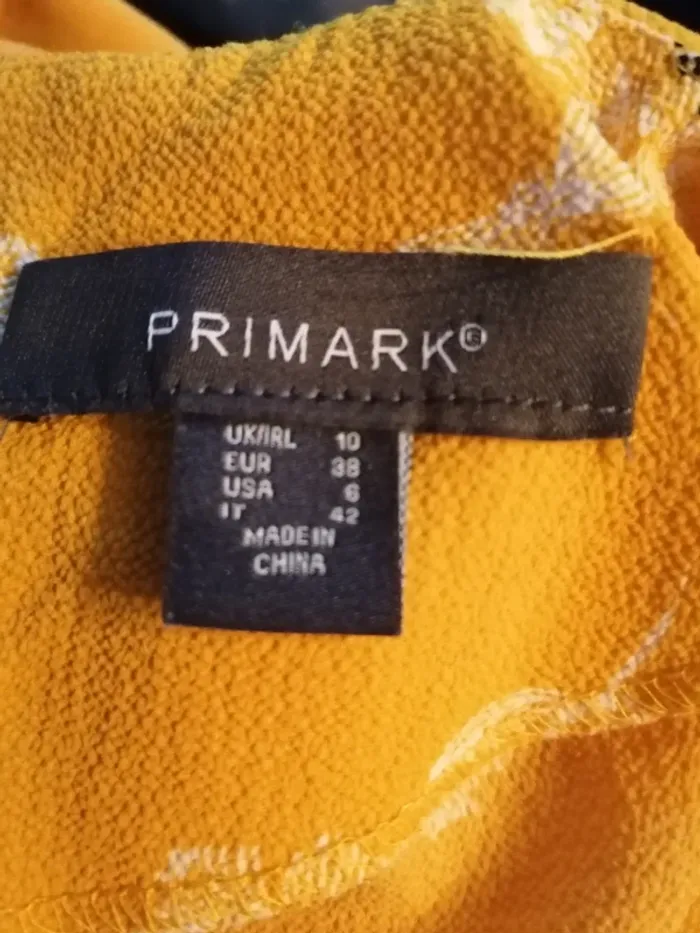 PRIMARK®
UK/IRL 10
EUR 38
USA 6
IT 42
MADE IN
CHINA